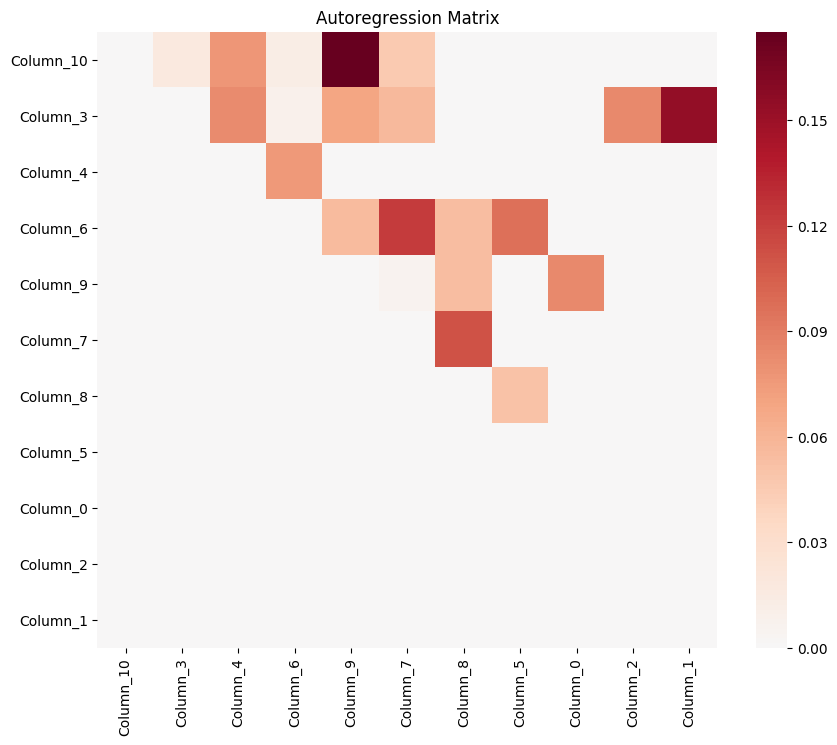 Autoregression Matrix
Column_10
Column_3
Column_4
Column_6
Column_9
Column_7
Column_8
Column_5
Column_0
Column_2
Column_1
Column_10
Column_3
Column_4
Column_6
Column_9
Column_7
Column_8
Column_5
Column_0
Column_2
Column_1
0.15
0.12
0.09
0.06
0.03
0.00